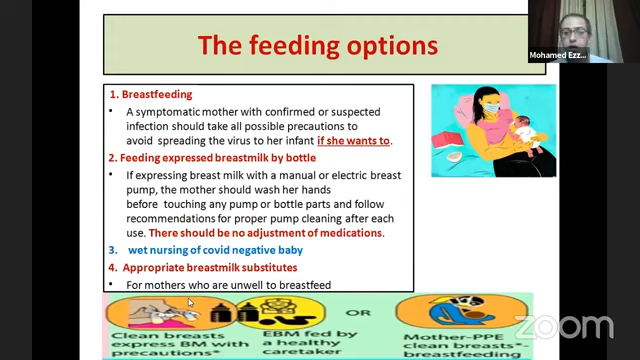 The feeding options
Mohamed Ezz...
1. Breastfeeding
• A symptomatic mother with confirmed or suspected
infection should take all possible precautions to
avoid spreading the virus to her infant if she wants to.
2. Feeding expressed breastmilk by bottle
• If expressing breast milk with a manual or electric breast
pump, the mother should wash her hands
before touching any pump or bottle parts and follow
recommendations for proper pump cleaning after each
use. There should be no adjustment of medications.
3. wet nursing of covid negative baby
4. Appropriate breastmilk substitutes
• For mothers who are unwell to breastfeed
Clean breasts
express BM with
precautions*
EBM fed by
a healthy
caretaker
OR
Mother-PPE
clean breasts*-
breastfeeding
zoom